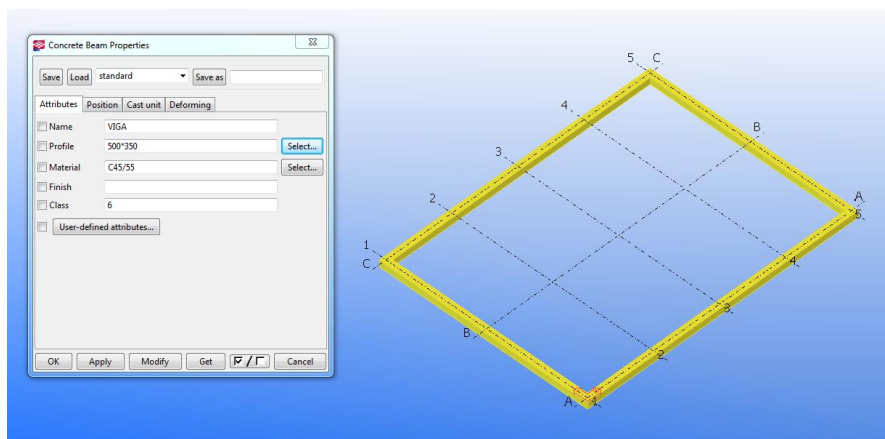 Concrete Beam Properties
Save Load standard Save as
Attributes Position Cast unit Deforming
Name VIGA
Profile 500*350 Select...
Material C45/55 Select...
Finish
Class 6
User-defined attributes...
OK Apply Modify Get / Cancel
5 C
4
B
3
2
A
5
1
C
4
3
B
2
A 1